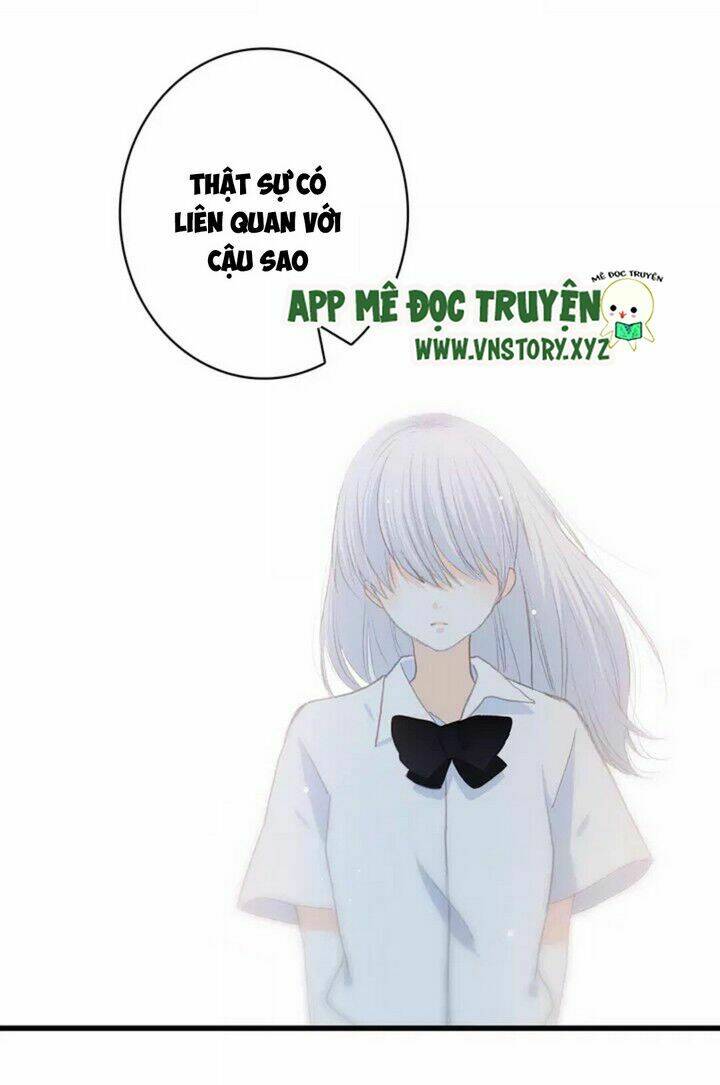 THẬT SỰ CÓ
LIÊN QUAN VỚI
CẬU SAO
MÊ ĐỌC TRUYỆN
APP MÊ ĐỌC TRUYỆN
WWW.VNSTORY.XYZ